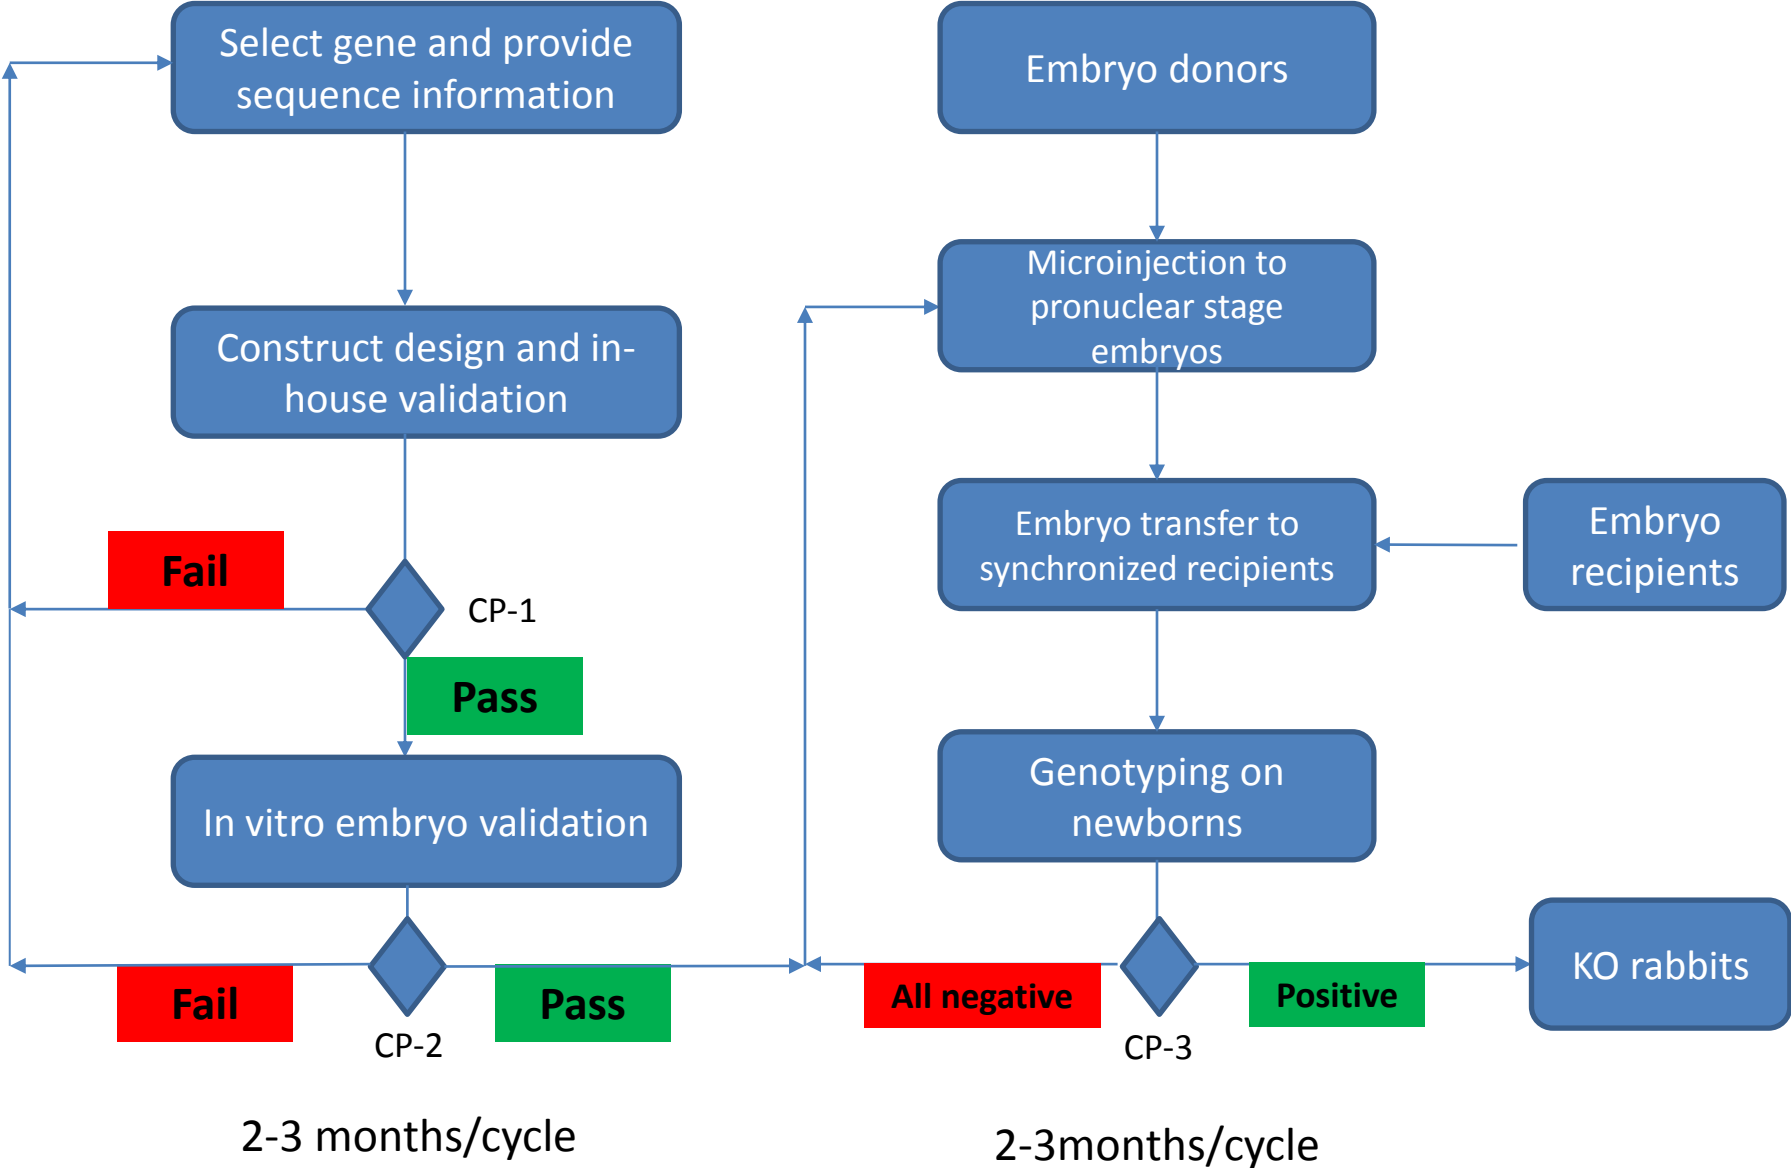 Select gene and provide
sequence information
Construct design and in-
house validation
Fail
CP-1
Pass
In vitro embryo validation
Fail
Pass
CP-2
2-3 months/cycle
Embryo donors
Microinjection to
pronuclear stage
embryos
Embryo transfer to
synchronized recipients
Embryo
recipients
Genotyping on
newborns
All negative
Positive
KO rabbits
CP-3
2-3months/cycle